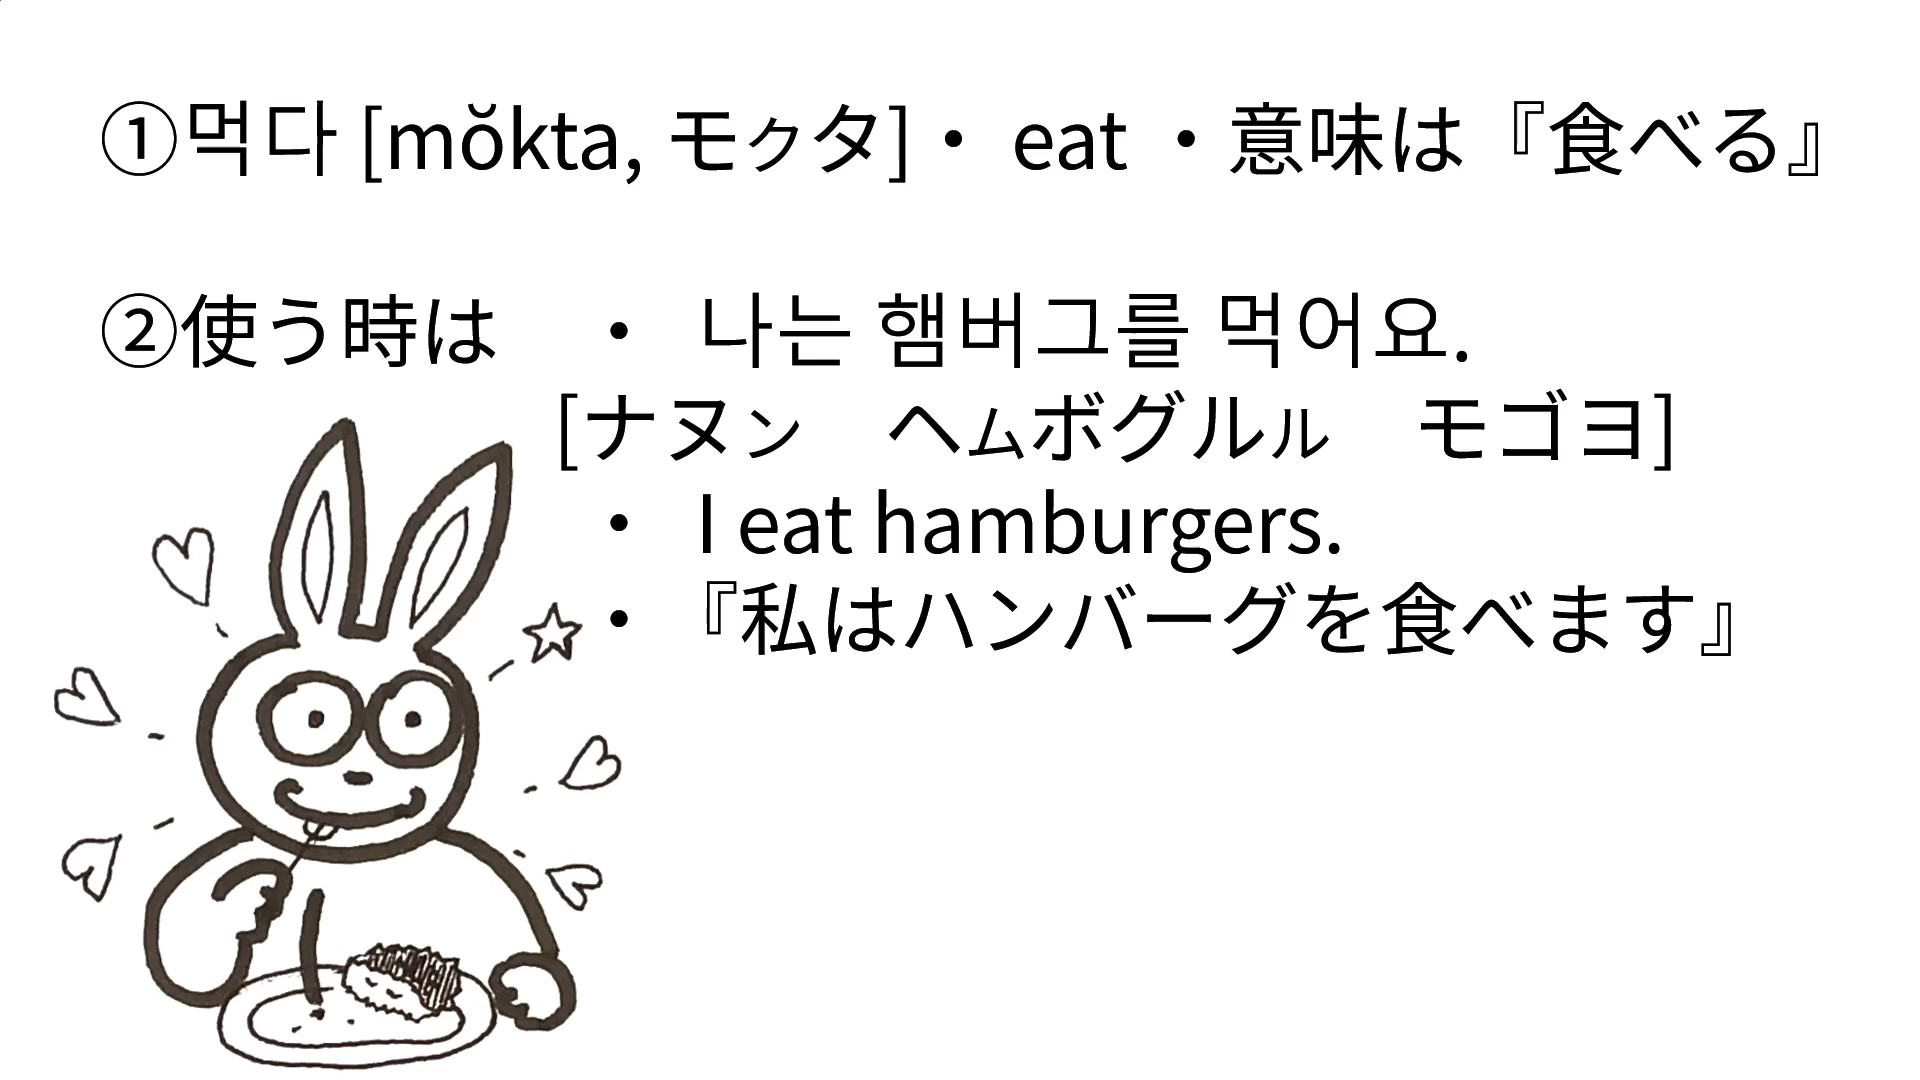 ①먹다 [mŏkta, モㇰタ]・ eat ・意味は『食べる』
②使う時は ・ 나는 햄버그를 먹어요.
[ナヌン ヘㇺボグルㇽ モゴヨ]
・ I eat hamburgers.
・ 『私はハンバーグを食べます』